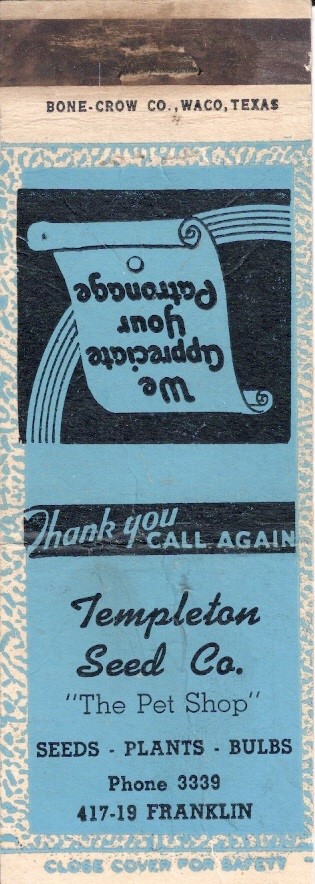 BONE-CROW CO., WACO, TEXAS
We
Appreciate
Your
Patronage
Thank you
CALL AGAIN
Templeton
Seed Co.
"The Pet Shop"
SEEDS - PLANTS - BULBS
Phone 3339
417-19 FRANKLIN
CLOSE COVER FOR SAFETY